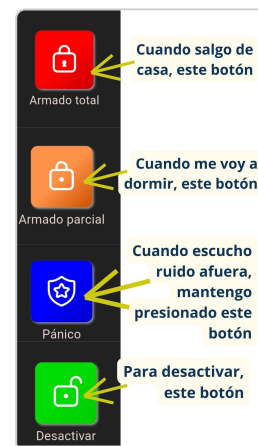 Cuando salgo de
casa, este botón
Armado total
Cuando me voy a
dormir, este botón
Armado parcial
Cuando escucho
ruido afuera,
mantengo
presionado este
botón
Pánico
Para desactivar,
este botón
Desactivar